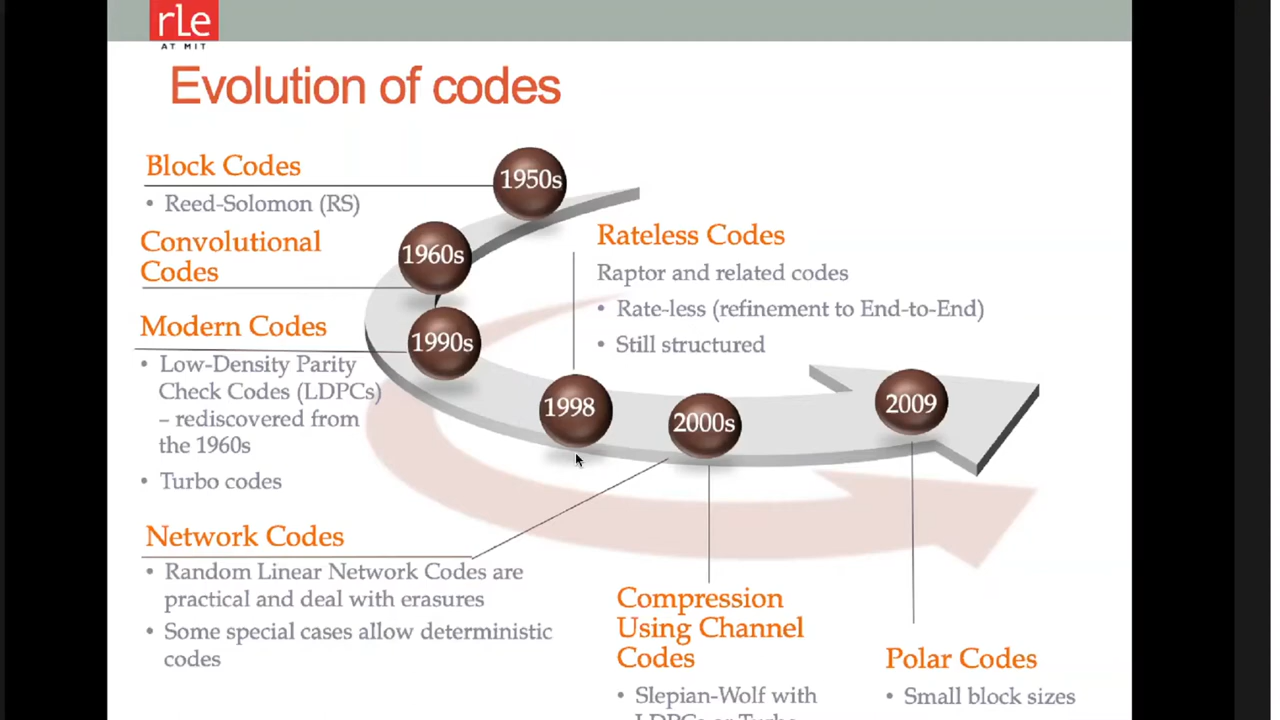 rle
AT MIT
Evolution of codes
Block Codes
• Reed-Solomon (RS)
1950s
Convolutional
Codes
1960s
Modern Codes
• Low-Density Parity
Check Codes (LDPCs)
– rediscovered from
the 1960s
• Turbo codes
1990s
Rateless Codes
Raptor and related codes
• Rate-less (refinement to End-to-End)
• Still structured
1998
2000s
2009
Network Codes
• Random Linear Network Codes are
practical and deal with erasures
• Some special cases allow deterministic
codes
Compression
Using Channel
Codes
• Slepian-Wolf with
LDPCs or Turbo
Polar Codes
• Small block sizes